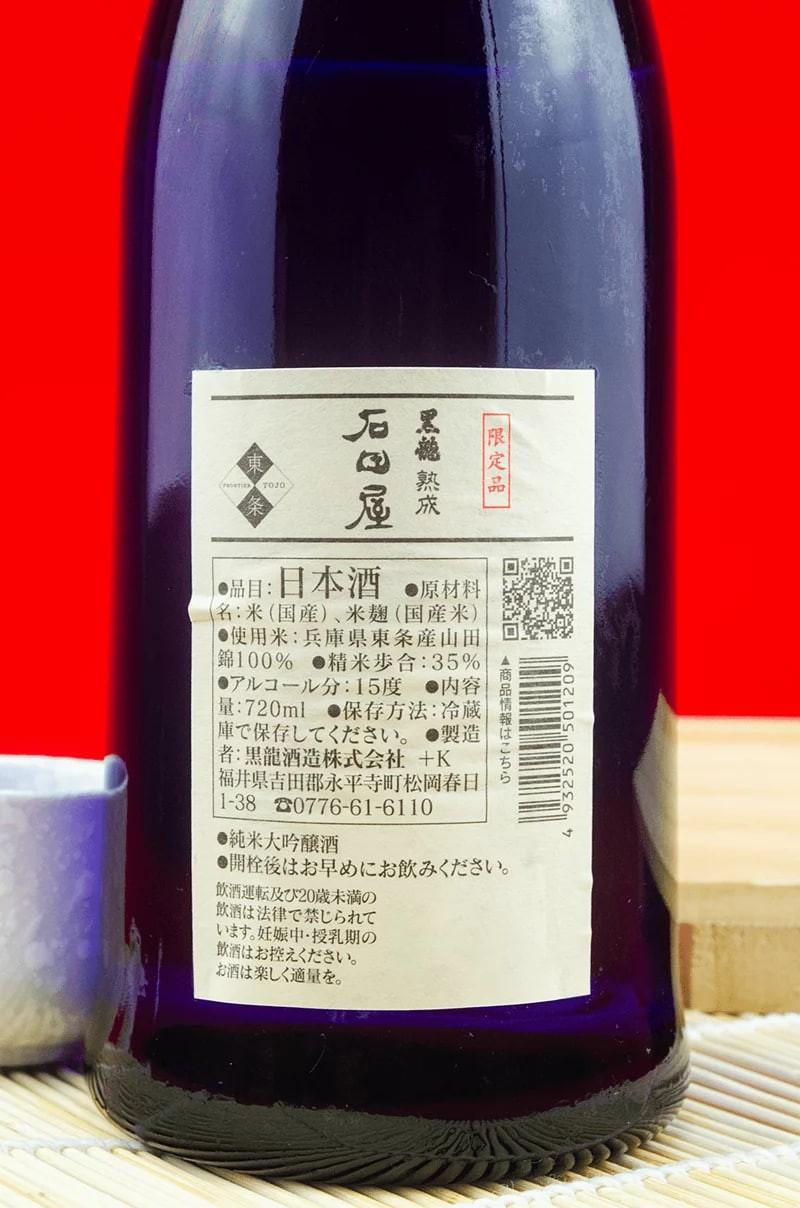 限定品
黒龍 熟成
石田屋
東
FRONTIER TOJO
条
●品目：日本酒 ●原材料
名：米（国産）、米麹（国産米）
●使用米：兵庫県東条産山田
錦100% ●精米歩合：35%
●アルコール分：15度 ●内容
量：720ml ●保存方法：冷蔵
庫で保存してください。 ●製造
者：黒龍酒造株式会社 +K
福井県吉田郡永平寺町松岡春日
1-38 ☎0776-61-6110
▲商品情報はこちら
4 932520 501209
●純米大吟醸酒
●開栓後はお早めにお飲みください。
飲酒運転及び20歳未満の
飲酒は法律で禁じられて
います。妊娠中・授乳期の
飲酒はお控えください。
お酒は楽しく適量を。